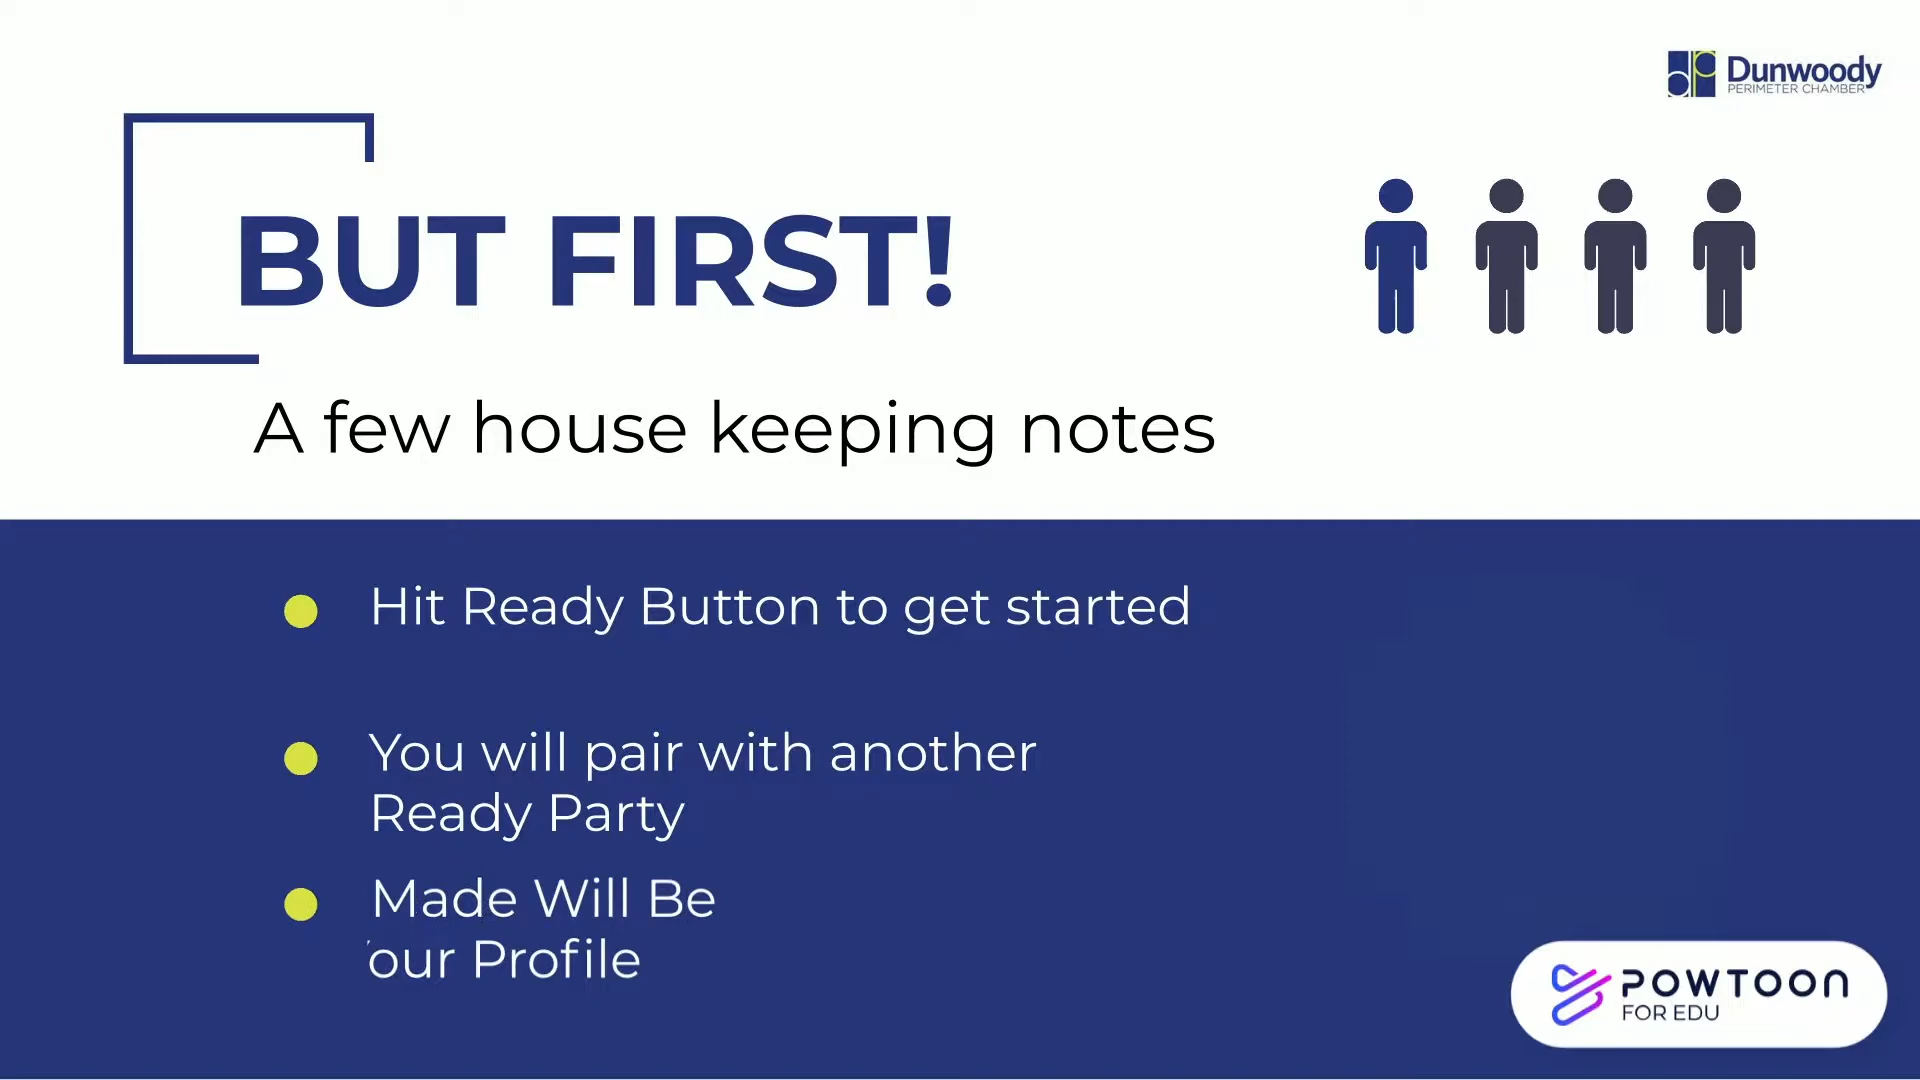 Dunwoody
PERIMETER CHAMBER
BUT FIRST!
A few house keeping notes
Hit Ready Button to get started
You will pair with another
Ready Party
Made Will Be
our Profile
POWTOON
FOR EDU